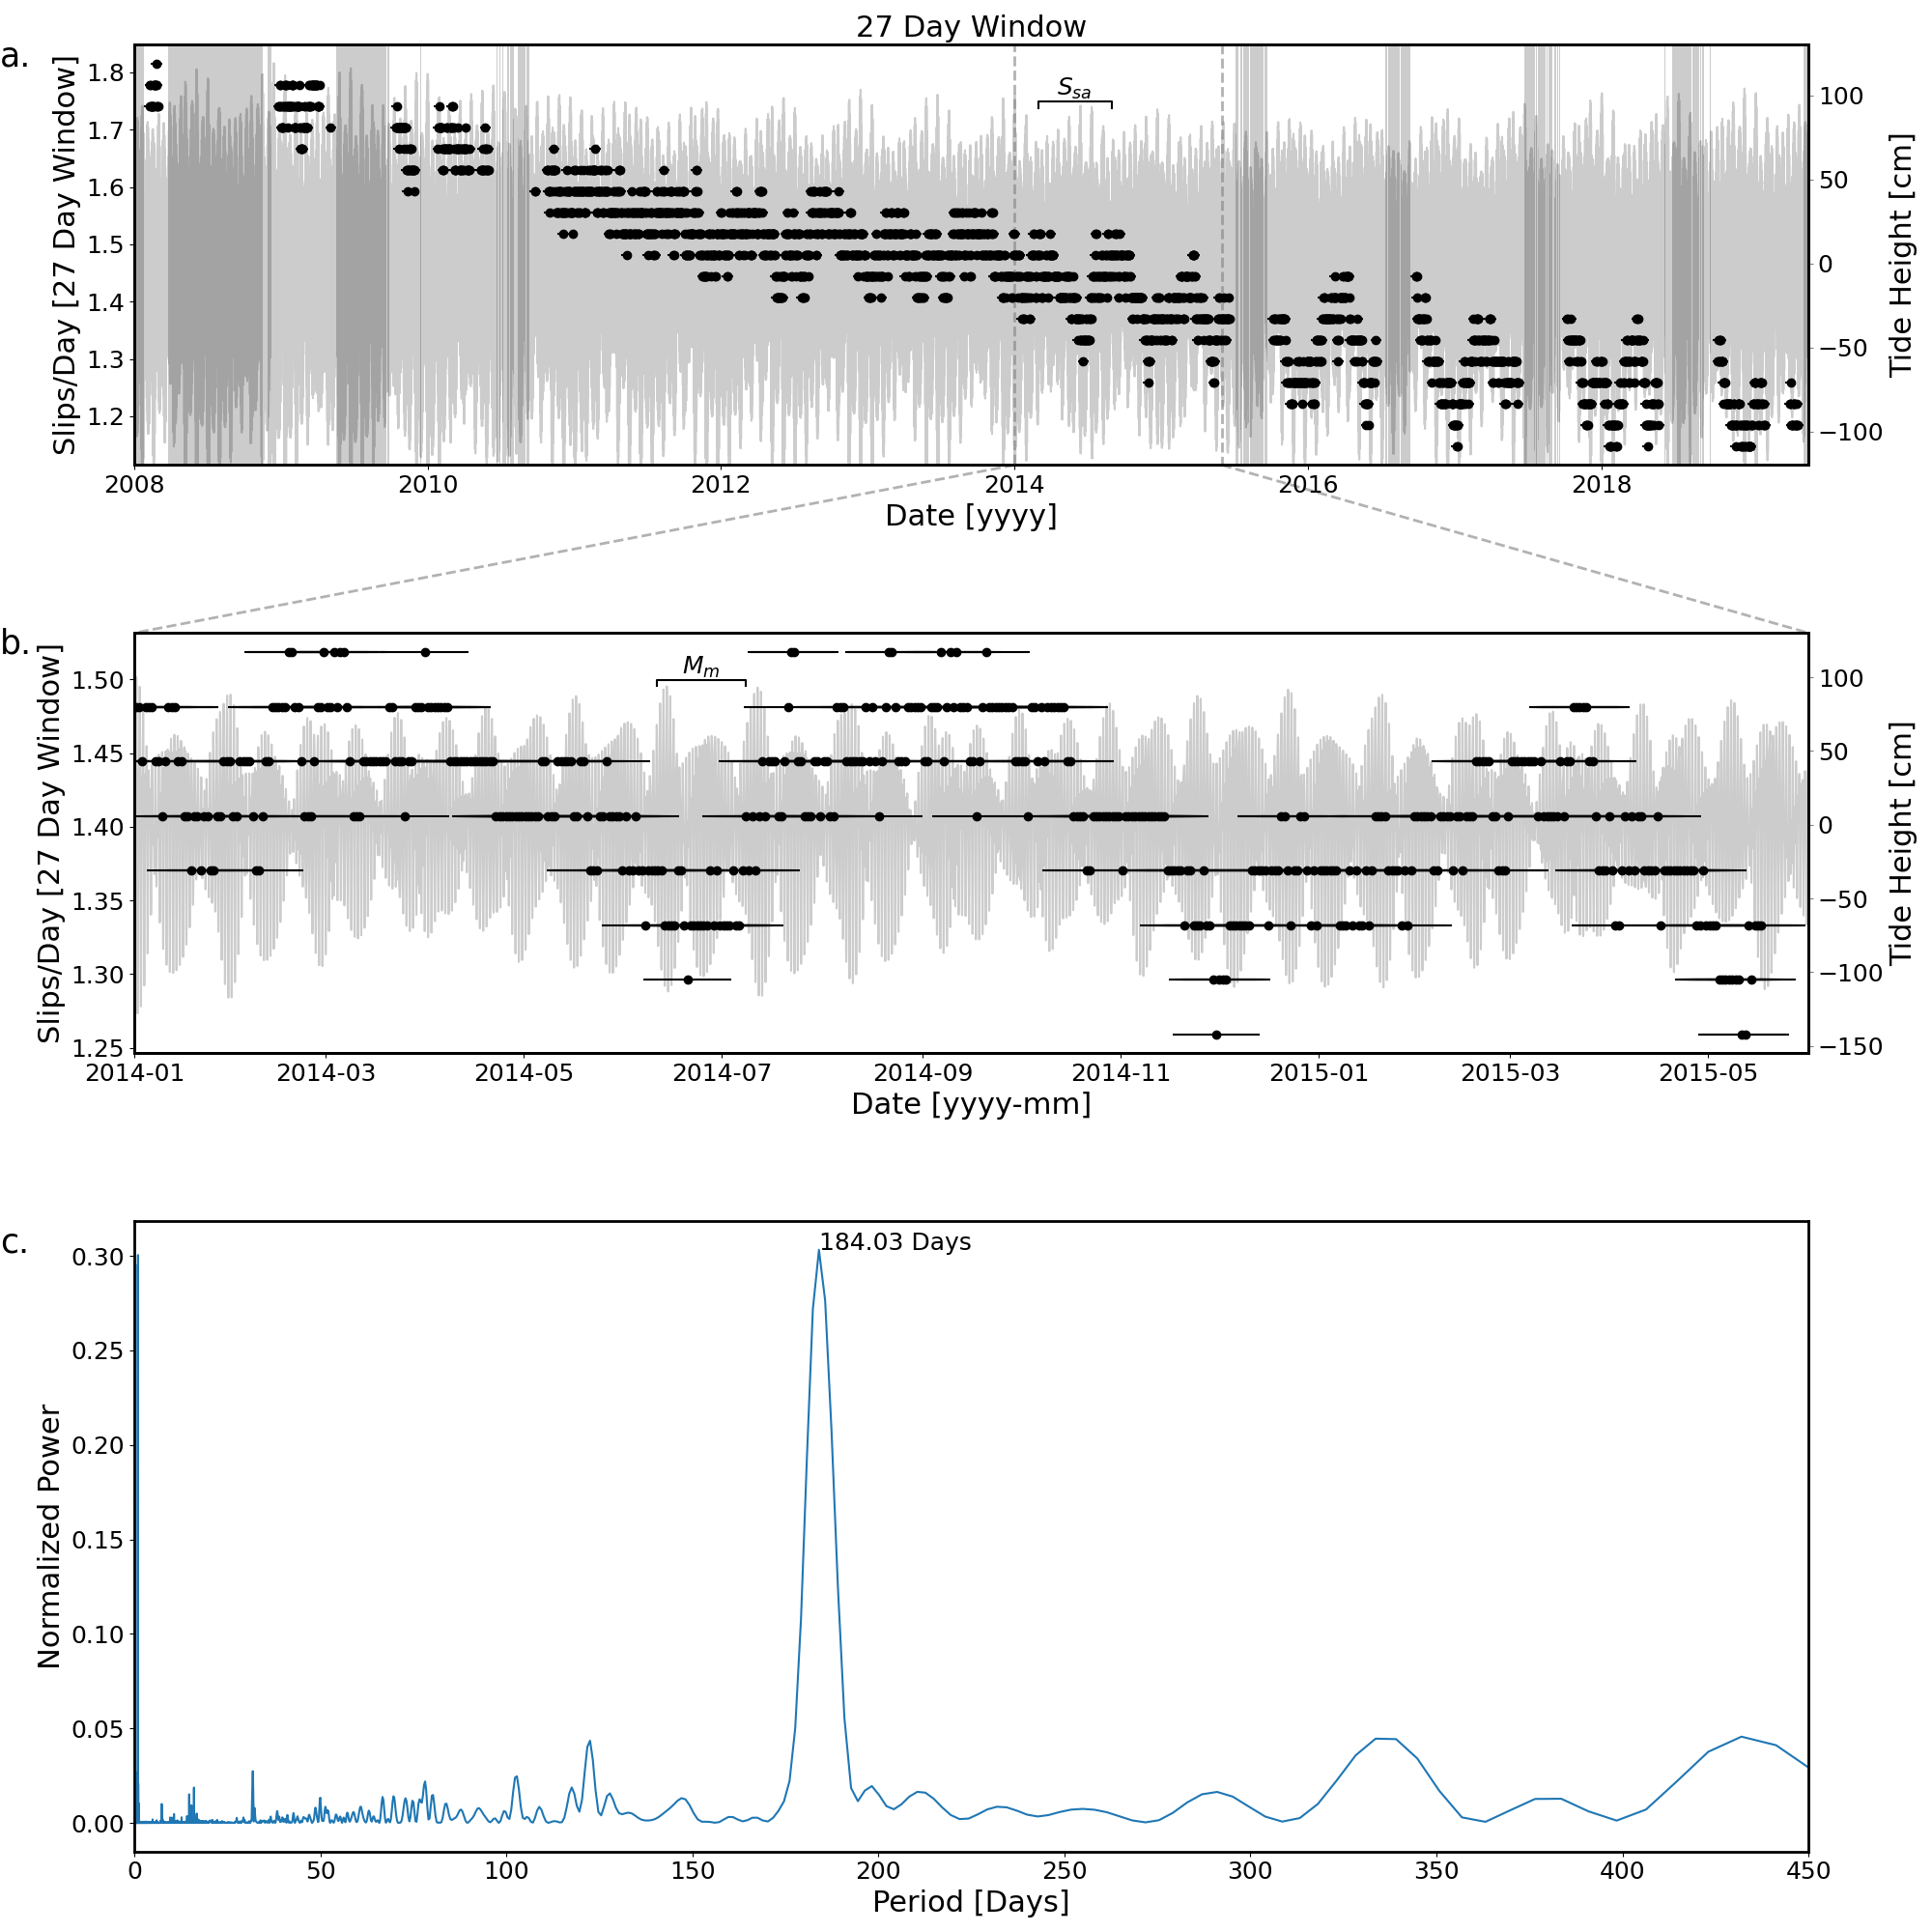 27 Day Window
a.
Slips/Day [27 Day Window]
1.8
1.7
1.6
1.5
1.4
1.3
1.2
S_sa
100
50
0
−50
−100
Tide Height [cm]
2008 2010 2012 2014 2016 2018
Date [yyyy]
b.
Slips/Day [27 Day Window]
1.50
1.45
1.40
1.35
1.30
1.25
M_m
100
50
0
−50
−100
−150
Tide Height [cm]
2014-01 2014-03 2014-05 2014-07 2014-09 2014-11 2015-01 2015-03 2015-05
Date [yyyy-mm]
c.
184.03 Days
Normalized Power
0.30
0.25
0.20
0.15
0.10
0.05
0.00
0 50 100 150 200 250 300 350 400 450
Period [Days]